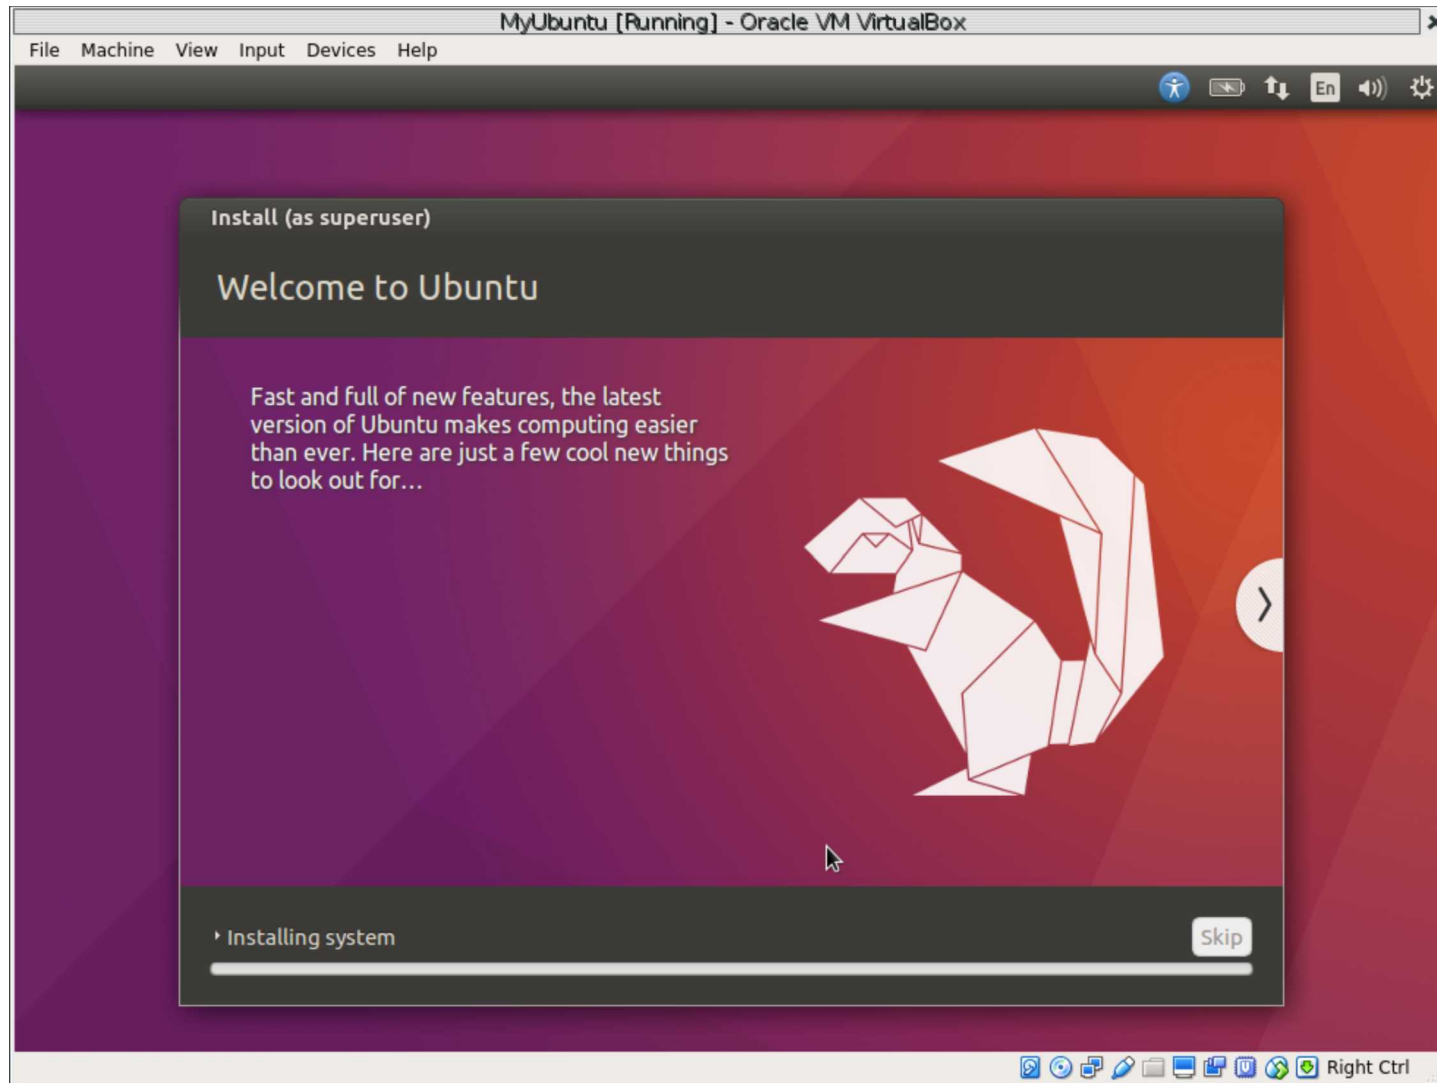 MyUbuntu [Running] - Oracle VM VirtualBox
File Machine View Input Devices Help
En
Install (as superuser)
Welcome to Ubuntu
Fast and full of new features, the latest
version of Ubuntu makes computing easier
than ever. Here are just a few cool new things
to look out for…
Installing system
Skip
Right Ctrl